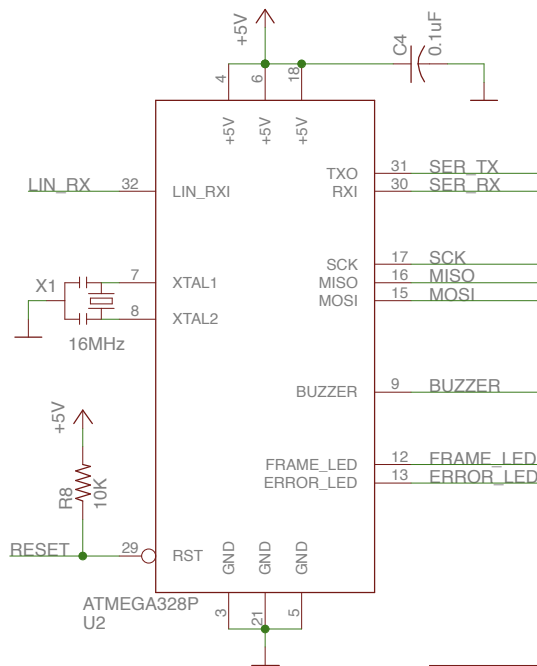 +5V
C4
0.1uF
4
6
18
+5V
+5V
+5V
TXO
31
SER_TX
LIN_RX
32
LIN_RXI
RXI
30
SER_RX
SCK
17
SCK
X1
7
XTAL1
MISO
16
MISO
MOSI
15
MOSI
8
XTAL2
16MHz
BUZZER
9
BUZZER
+5V
FRAME_LED
12
FRAME_LED
R8
10K
ERROR_LED
13
ERROR_LED
RESET
29
RST
GND
GND
GND
ATMEGA328P
3
21
5
U2